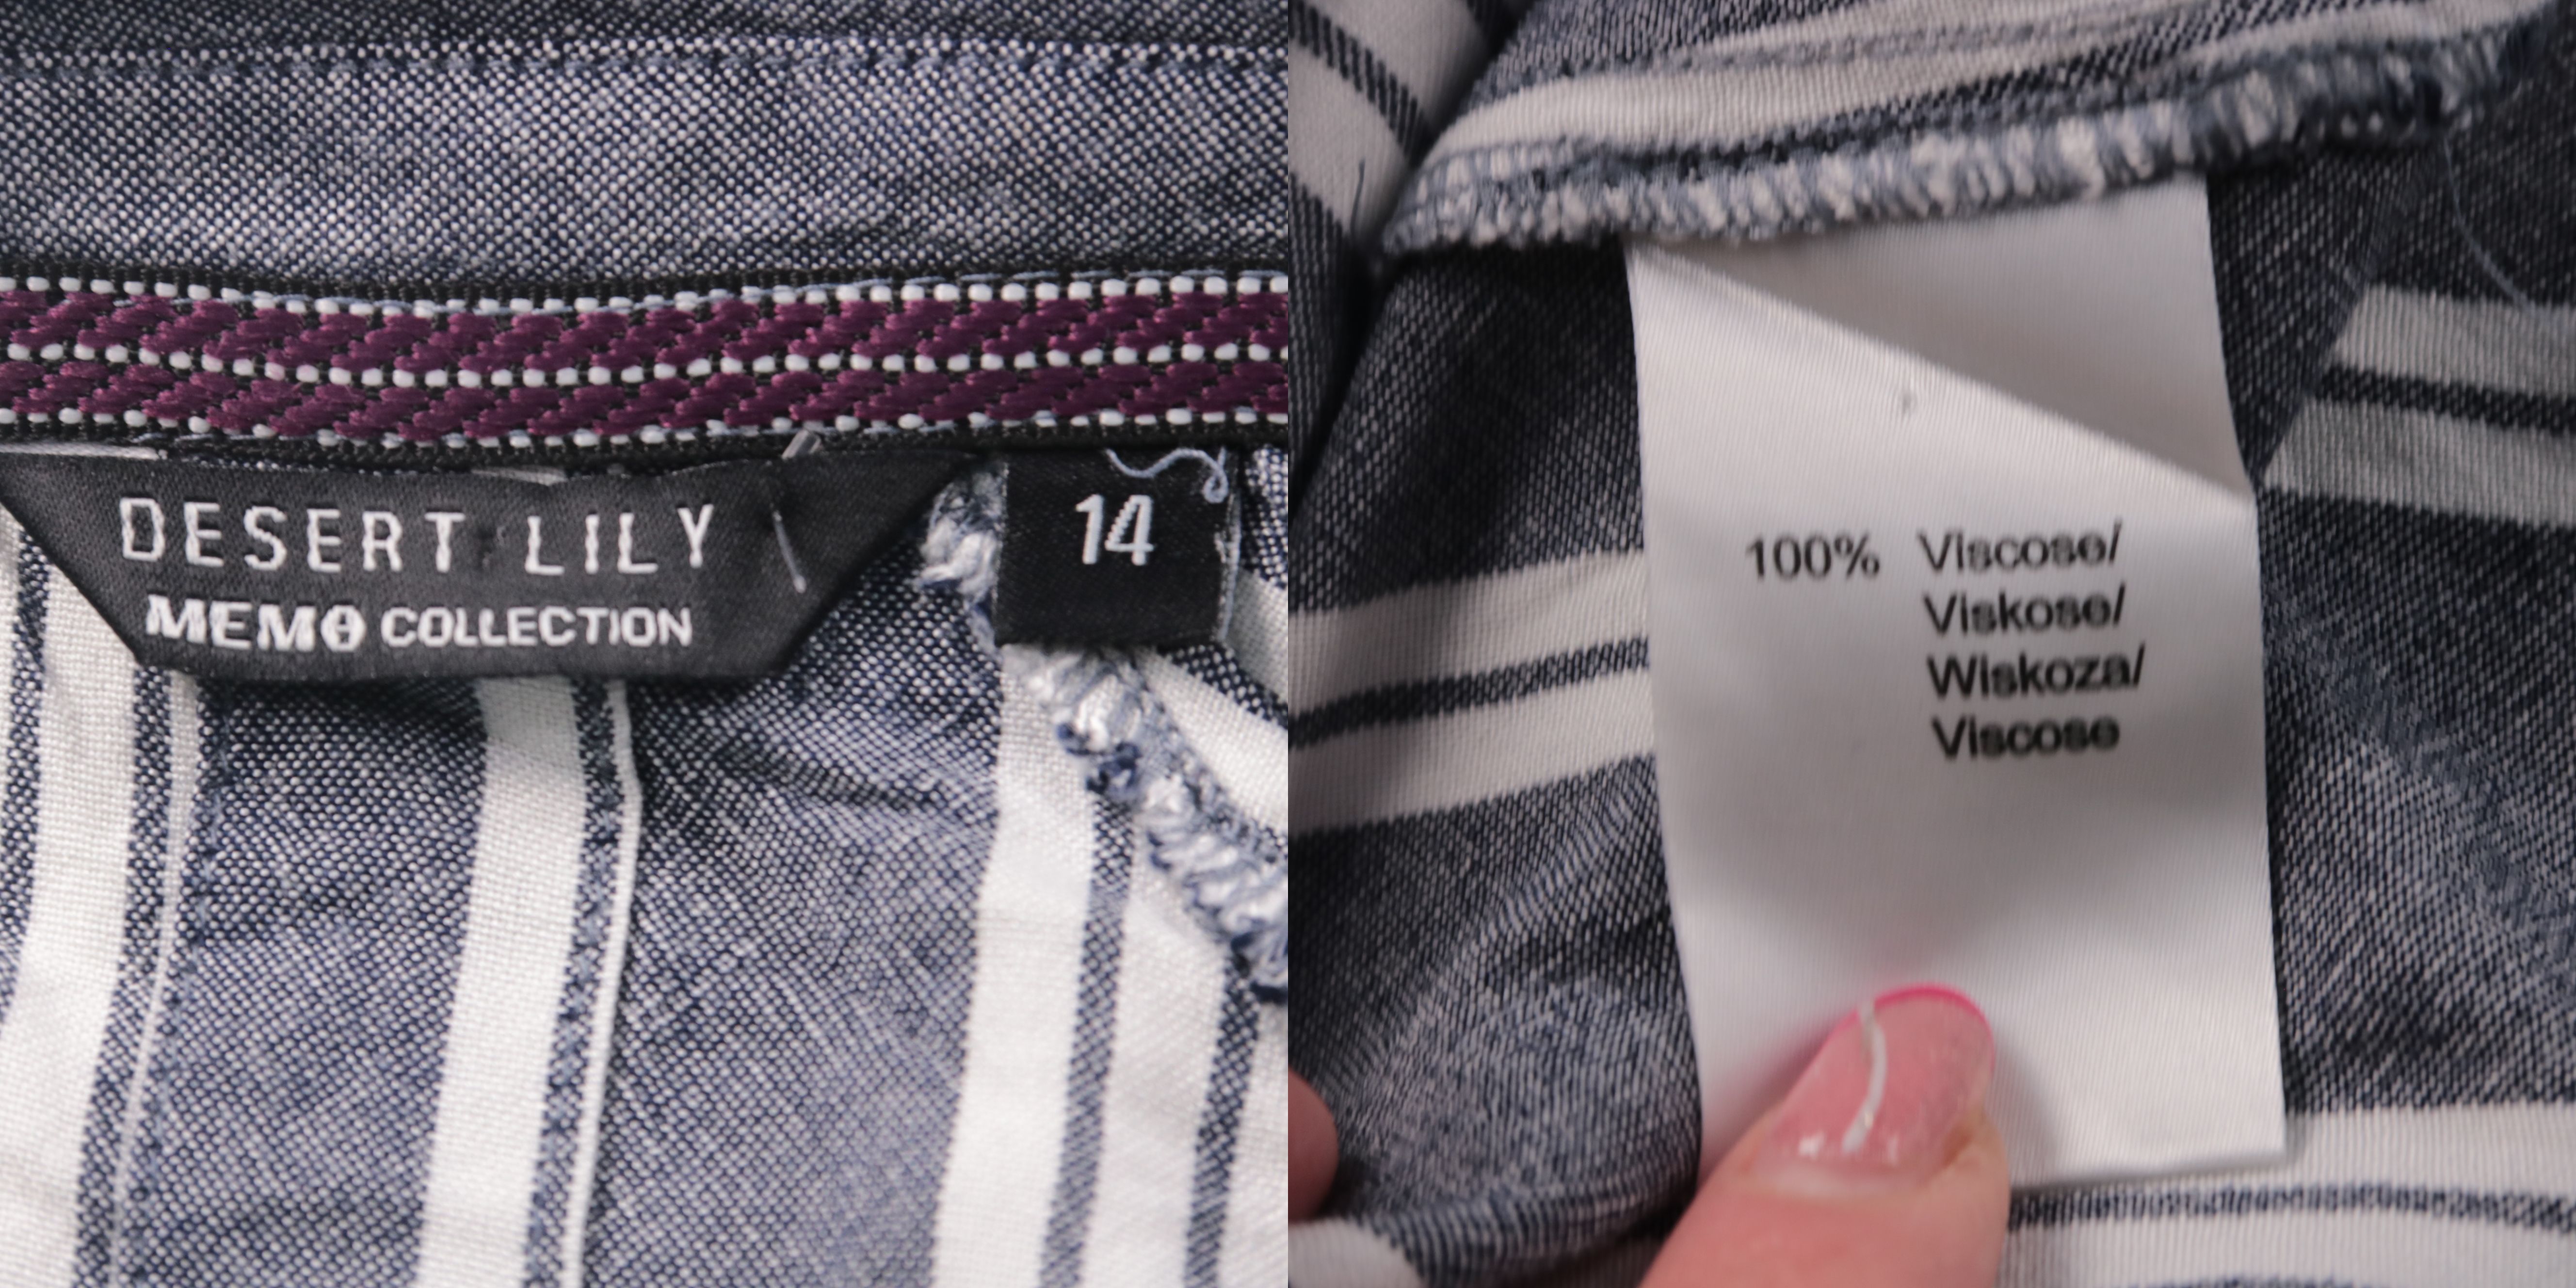 DESERT LILY
MEMO COLLECTION
14
100% Viscose/
Viskose/
Wiskoza/
Viscose